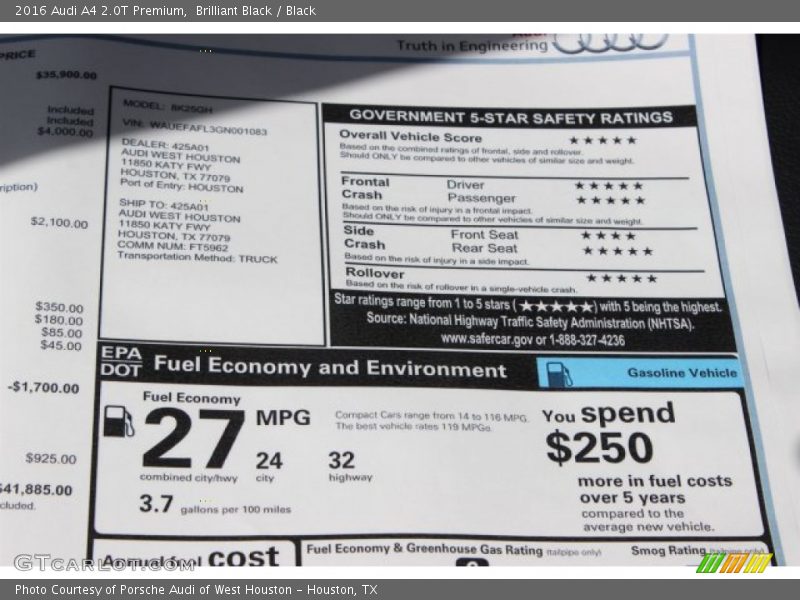 2016 Audi A4 2.0T Premium, Brilliant Black / Black
Truth in Engineering
PRICE
$35,900.00
Included
Included
$4,000.00
ription)
$2,100.00
$350.00
$180.00
$85.00
$45.00
-$1,700.00
$925.00
$41,885.00
cluded.
MODEL: 8K25GH
VIN: WAUEFAFL3GN001083
DEALER: 425A01
AUDI WEST HOUSTON
11850 KATY FWY
HOUSTON, TX 77079
Port of Entry: HOUSTON
SHIP TO: 425A01
AUDI WEST HOUSTON
11850 KATY FWY
HOUSTON, TX 77079
COMM NUM: FT5962
Transportation Method: TRUCK
GOVERNMENT 5-STAR SAFETY RATINGS
Overall Vehicle Score ★★★★★
Based on the combined ratings of frontal, side and rollover.
Should ONLY be compared to other vehicles of similar size and weight.
Frontal Driver ★★★★★
Crash Passenger ★★★★★
Based on the risk of injury in a frontal impact.
Should ONLY be compared to other vehicles of similar size and weight.
Side Front Seat ★★★★
Crash Rear Seat ★★★★★
Based on the risk of injury in a side impact.
Rollover ★★★★★
Based on the risk of rollover in a single-vehicle crash.
Star ratings range from 1 to 5 stars (★★★★★) with 5 being the highest.
Source: National Highway Traffic Safety Administration (NHTSA).
www.safercar.gov or 1-888-327-4236
EPA
DOT Fuel Economy and Environment
Gasoline Vehicle
Fuel Economy
27 MPG
combined city/hwy
24
city
32
highway
3.7 gallons per 100 miles
Compact Cars range from 14 to 116 MPG.
The best vehicle rates 119 MPGe.
You spend
$250
more in fuel costs
over 5 years
compared to the
average new vehicle.
Annual fuel cost
Fuel Economy & Greenhouse Gas Rating (tailpipe only)
Smog Rating (tailpipe only)
GTCARLOT.COM
Photo Courtesy of Porsche Audi of West Houston - Houston, TX